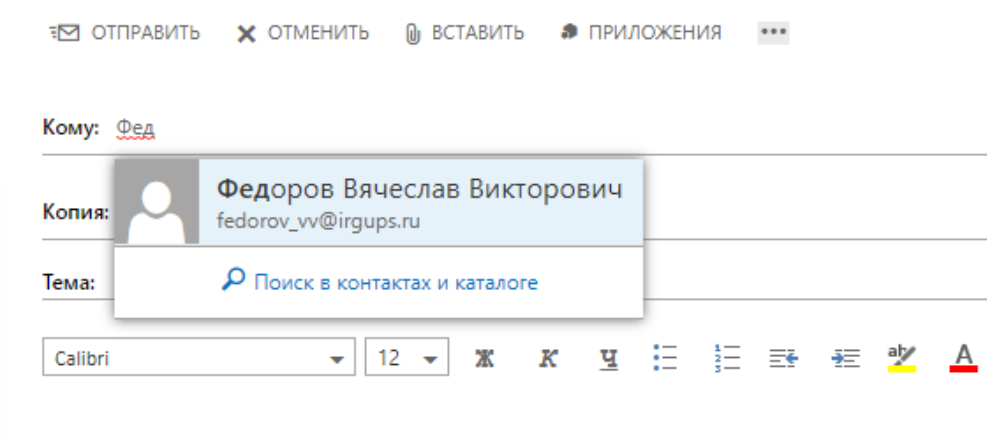 ОТПРАВИТЬ ОТМЕНИТЬ ВСТАВИТЬ ПРИЛОЖЕНИЯ •••
Кому: Фед
Федоров Вячеслав Викторович
fedorov_vv@irgups.ru
Копия:
Поиск в контактах и каталоге
Тема:
Calibri 12 Ж К Ч ab A